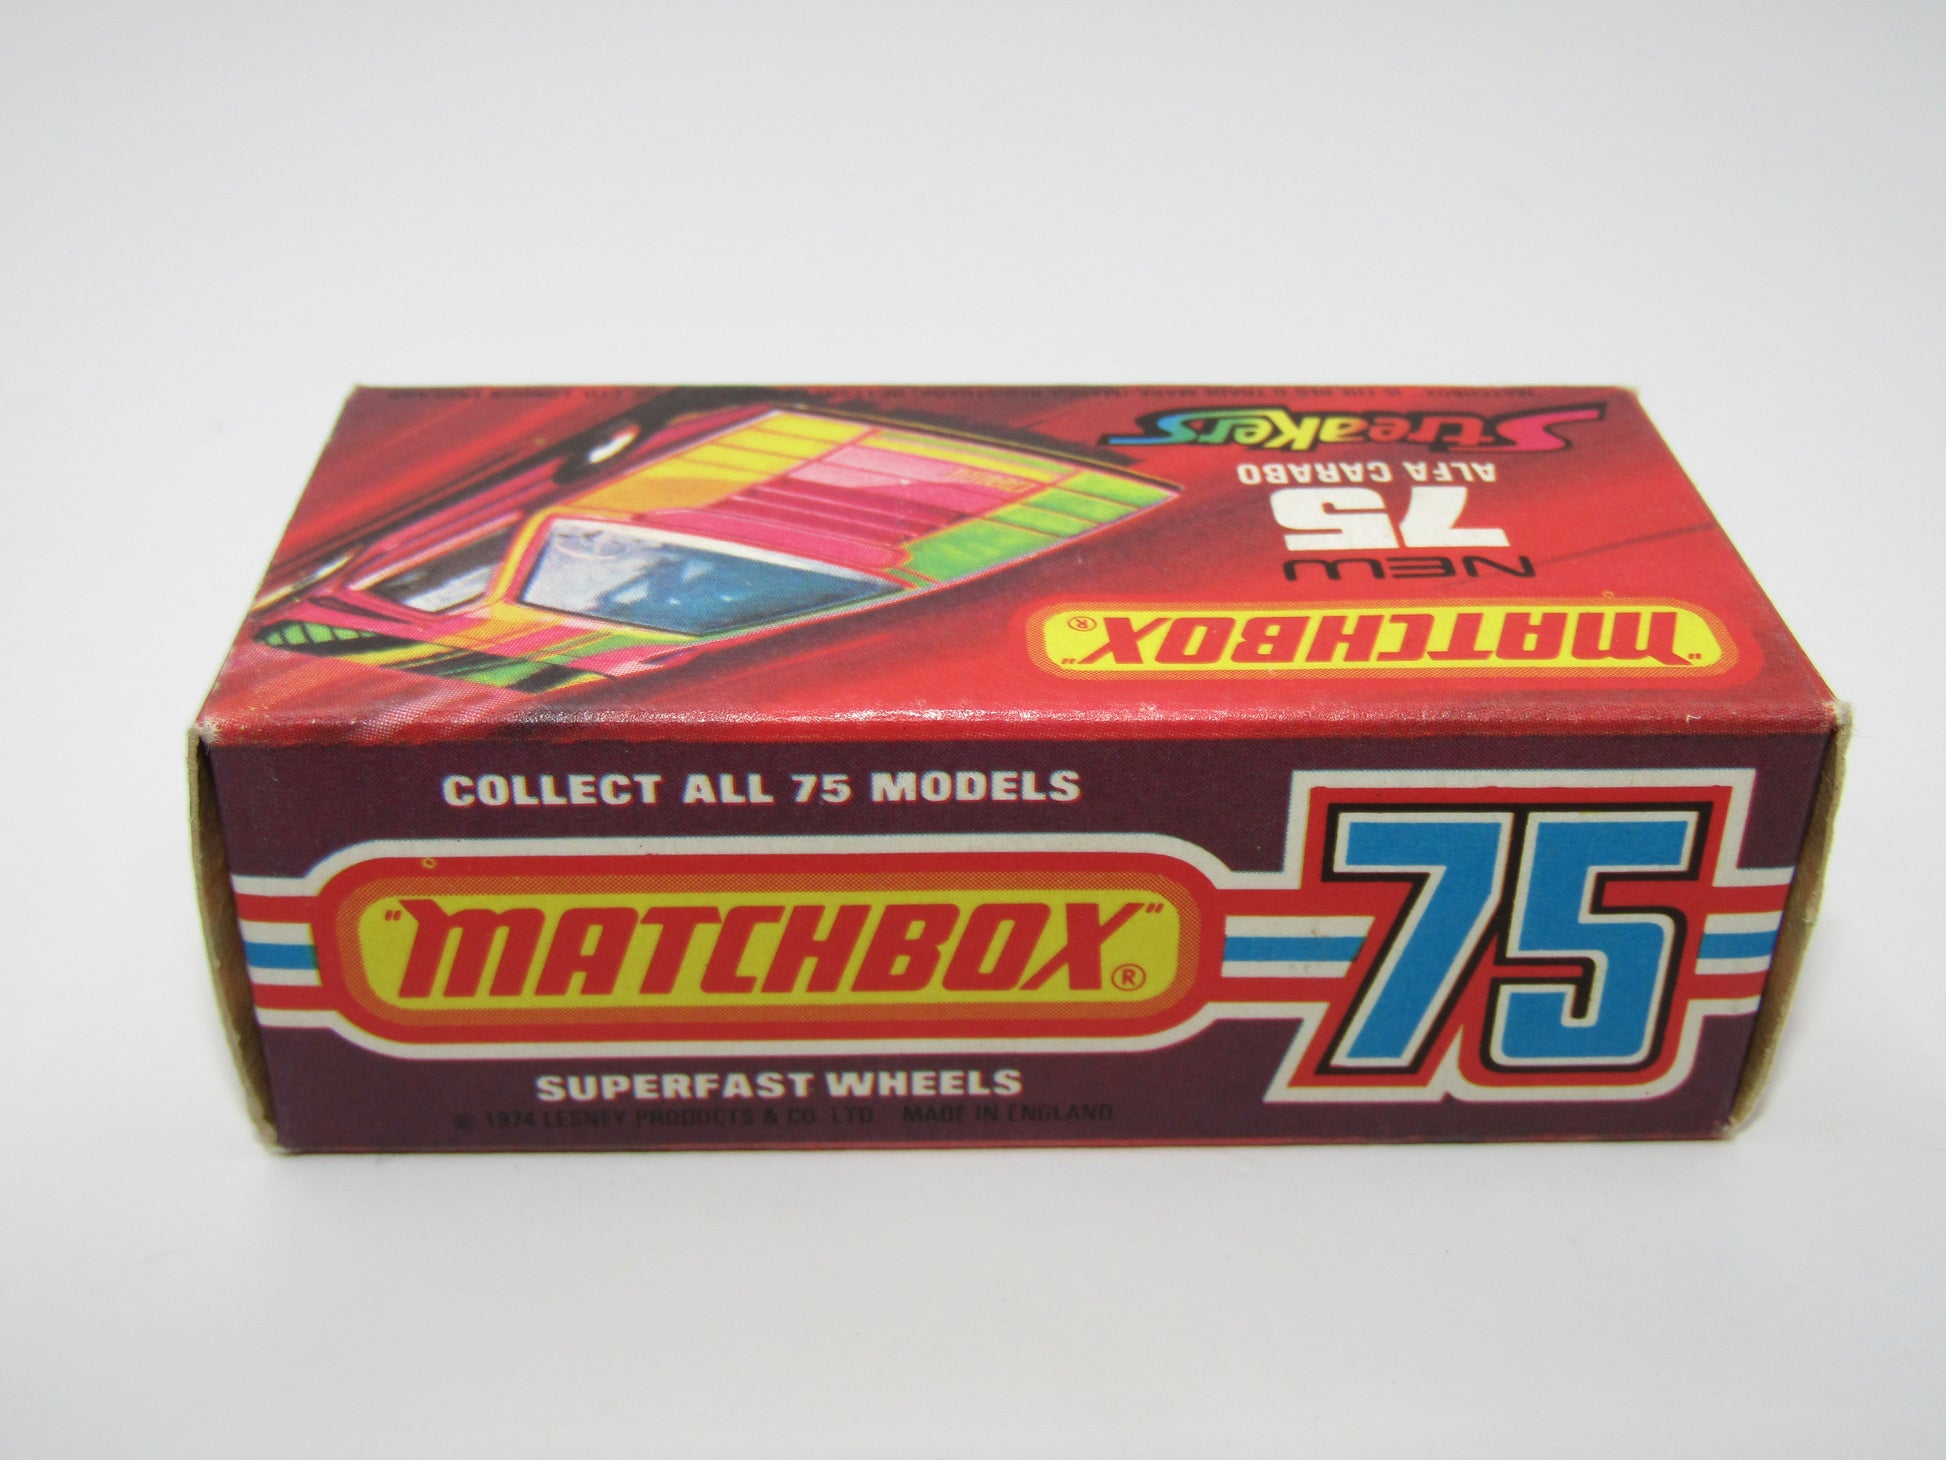 MATCHBOX
Streakers
ALFA CARABO
75
NEW
"MATCHBOX"®
COLLECT ALL 75 MODELS
"MATCHBOX"®
75
SUPERFAST WHEELS
© 1974 LESNEY PRODUCTS & CO. LTD. MADE IN ENGLAND